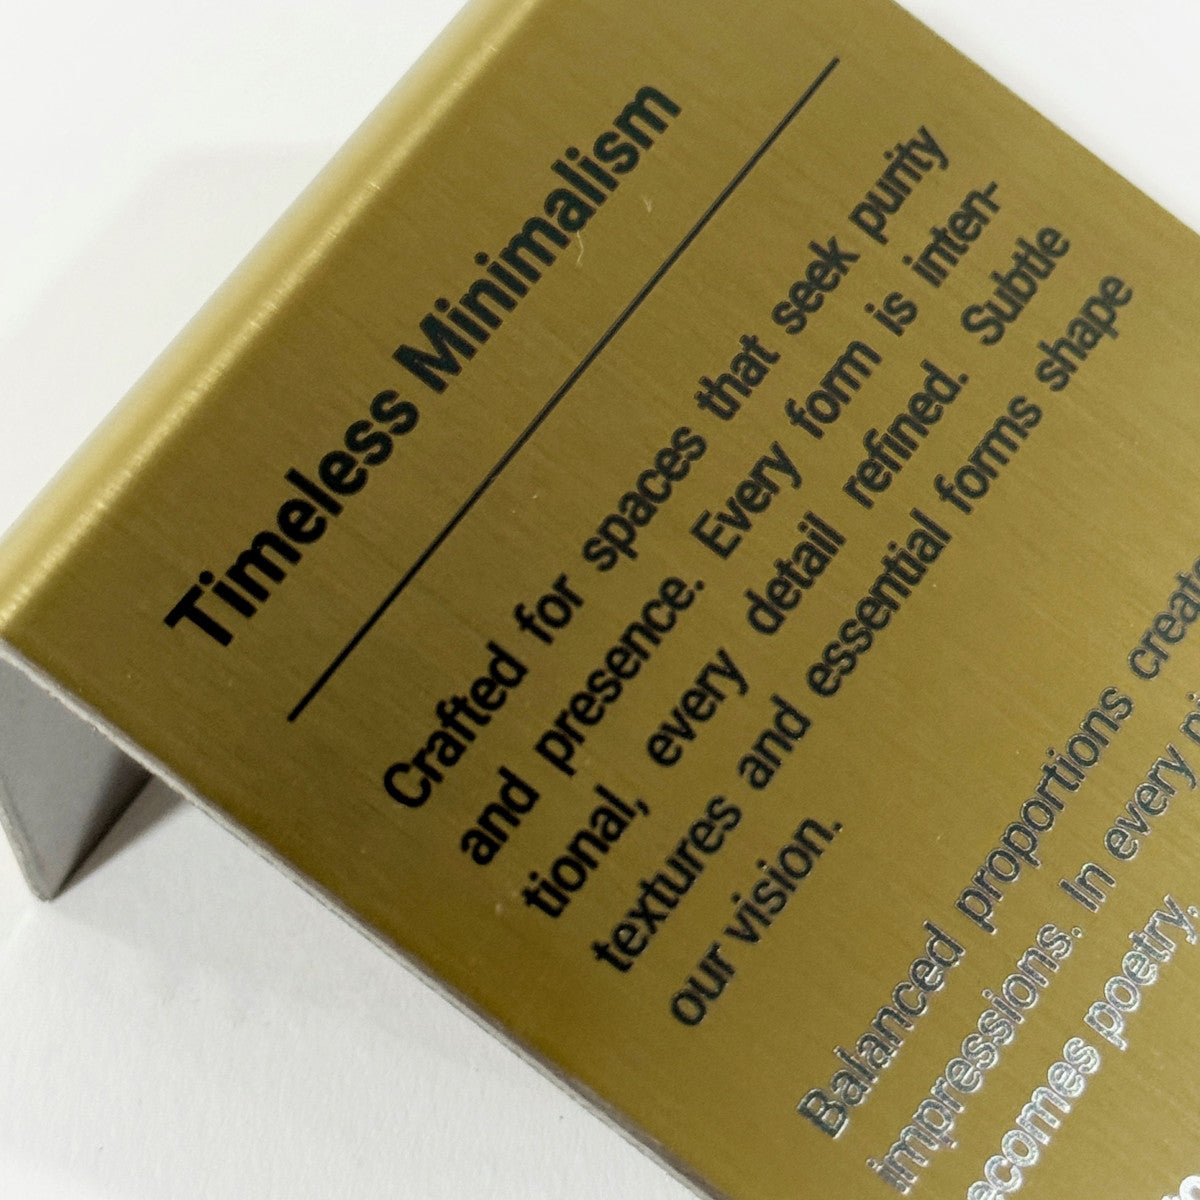 Timeless Minimalism
Crafted for spaces that seek purity
and presence. Every form is inten-
tional, every detail refined. Subtle
textures and essential forms shape
our vision.
Balanced proportions create
impressions. In every
ecomes poetry.